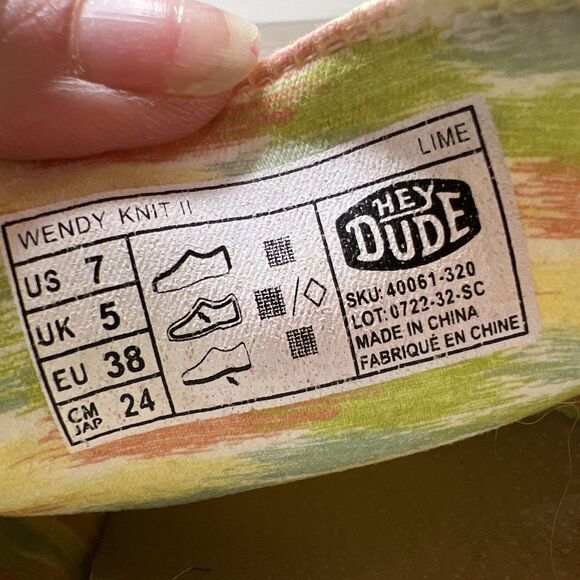 WENDY KNIT II
LIME
US 7
UK 5
EU 38
CM JAP 24
HEY DUDE
SKU: 40061-320
LOT: 0722-32-SC
MADE IN CHINA
FABRIQUÉ EN CHINE